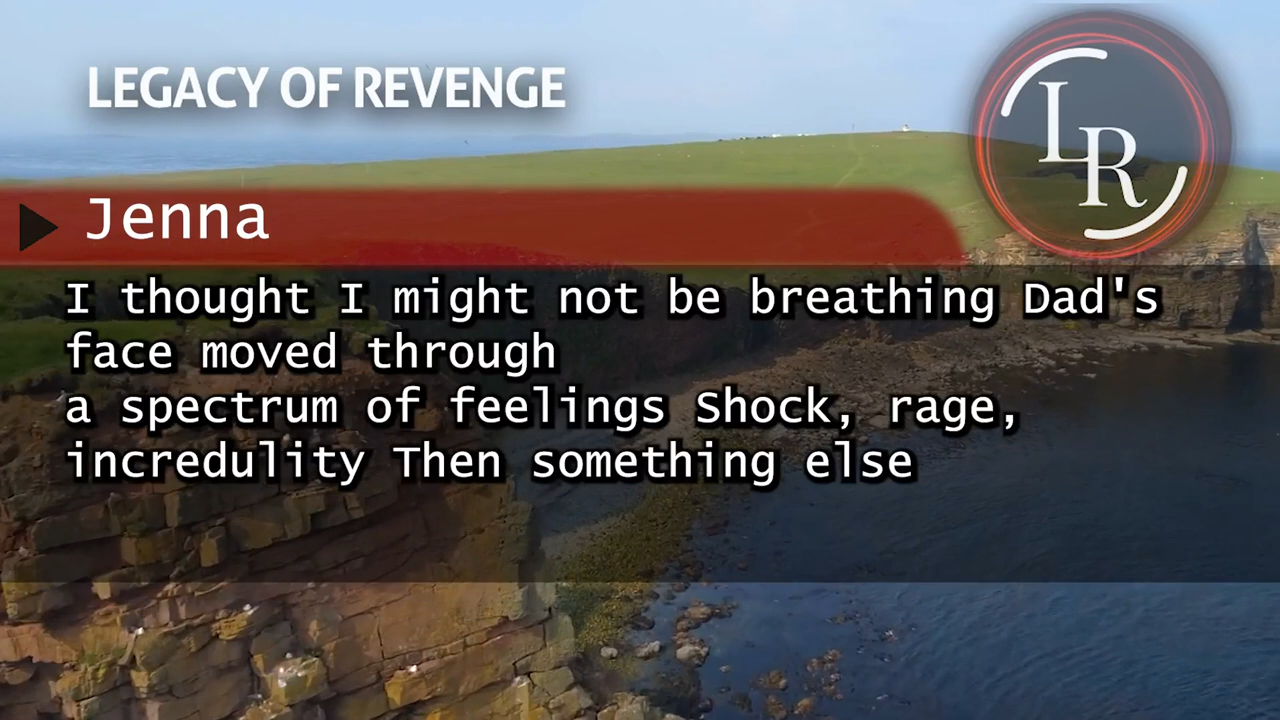 LEGACY OF REVENGE
LR
Jenna
I thought I might not be breathing Dad's
face moved through
a spectrum of feelings Shock, rage,
incredulity Then something else